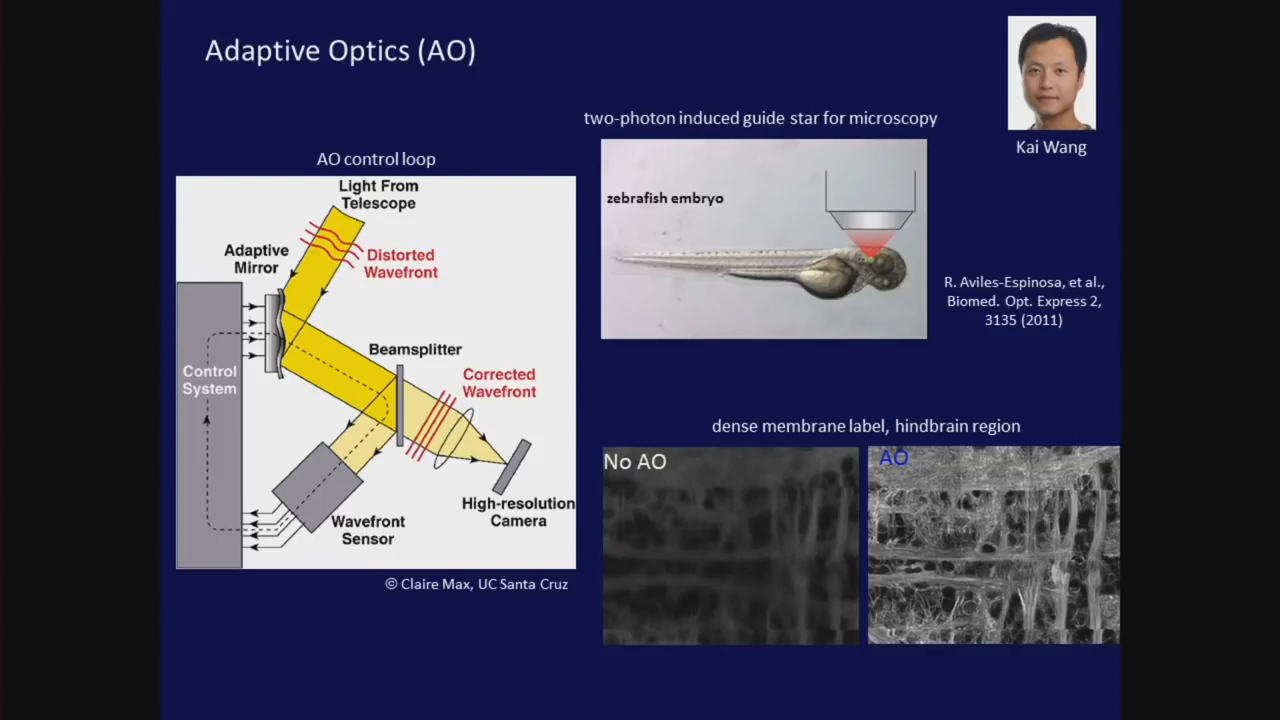 Adaptive Optics (AO)
Kai Wang
AO control loop
Light From
Telescope
Adaptive
Mirror
Distorted
Wavefront
Control
System
Beamsplitter
Corrected
Wavefront
High-resolution
Camera
Wavefront
Sensor
© Claire Max, UC Santa Cruz
two-photon induced guide star for microscopy
zebrafish embryo
R. Aviles-Espinosa, et al.,
Biomed. Opt. Express 2,
3135 (2011)
dense membrane label, hindbrain region
No AO
AO